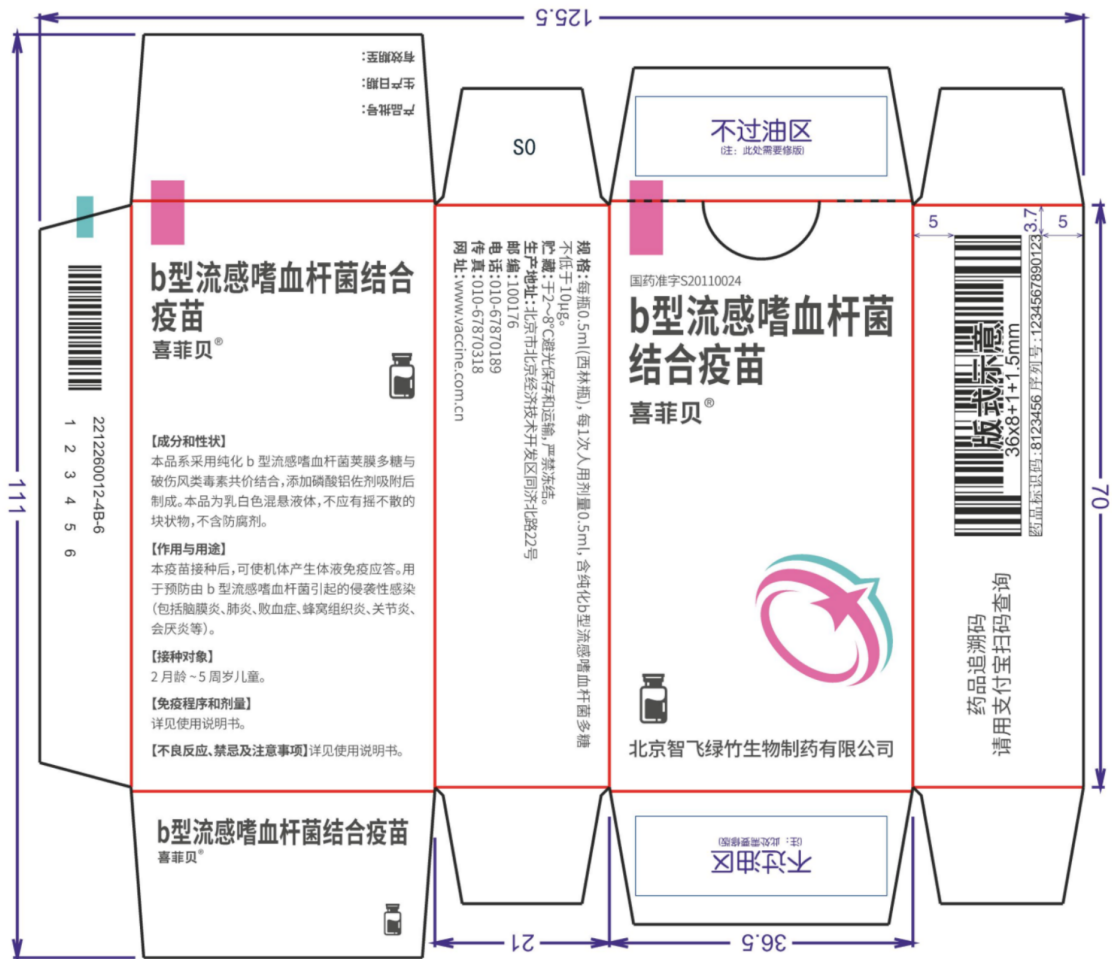 125.5
有效期至：
生产日期：
产品批号：
SO
不过油区
(注：此处需要修版)
b型流感嗜血杆菌结合
疫苗
喜菲贝®
【成分和性状】
本品系采用纯化 b 型流感嗜血杆菌荚膜多糖与
破伤风类毒素共价结合，添加磷酸铝佐剂吸附后
制成。本品为乳白色混悬液体，不应有摇不散的
块状物，不含防腐剂。
【作用与用途】
本疫苗接种后，可使机体产生体液免疫应答。用
于预防由 b 型流感嗜血杆菌引起的侵袭性感染
（包括脑膜炎、肺炎、败血症、蜂窝组织炎、关节炎、
会厌炎等）。
【接种对象】
2 月龄 ~ 5 周岁儿童。
【免疫程序和剂量】
详见使用说明书。
【不良反应、禁忌及注意事项】详见使用说明书。
2212260012-4B-6
1 2 3 4 5 6
111
规格：每瓶0.5ml(西林瓶)，每1次人用剂量0.5ml，含纯化b型流感嗜血杆菌多糖
不低于10μg。
贮藏：于2~8℃避光保存和运输，严禁冻结。
生产地址：北京市北京经济技术开发区同济北路22号
邮编：100176
电话：010-67870189
传真：010-67870318
网址：www.vaccine.com.cn
国药准字S20110024
b型流感嗜血杆菌
结合疫苗
喜菲贝®
北京智飞绿竹生物制药有限公司
5
3.7
5
版式示意
36x8+1+1.5mm
药品标识码:8123456 序列号:1234567890123
药品追溯码
请用支付宝扫码查询
70
b型流感嗜血杆菌结合疫苗
喜菲贝®
不过油区
(注：此处需要修版)
21
36.5